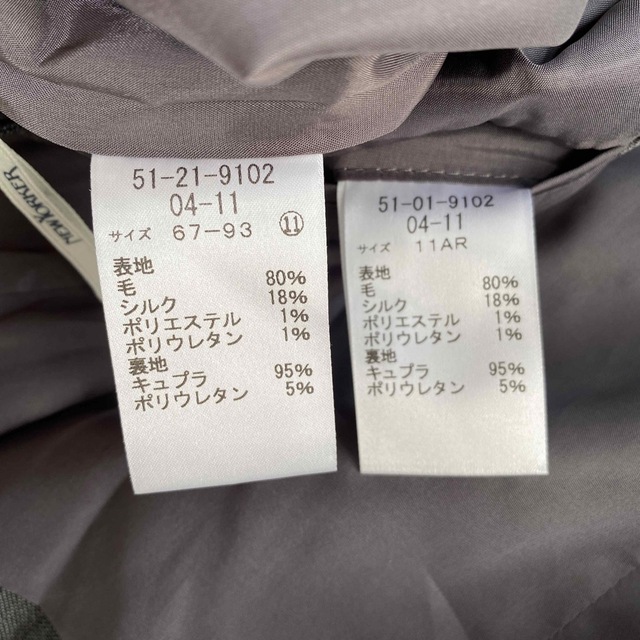 NEWYORKER
51-21-9102
04-11
サイズ 67-93 ⑪
表地
毛 80%
シルク 18%
ポリエステル 1%
ポリウレタン 1%
裏地
キュプラ 95%
ポリウレタン 5%
51-01-9102
04-11
サイズ 11AR
表地
毛 80%
シルク 18%
ポリエステル 1%
ポリウレタン 1%
裏地
キュプラ 95%
ポリウレタン 5%